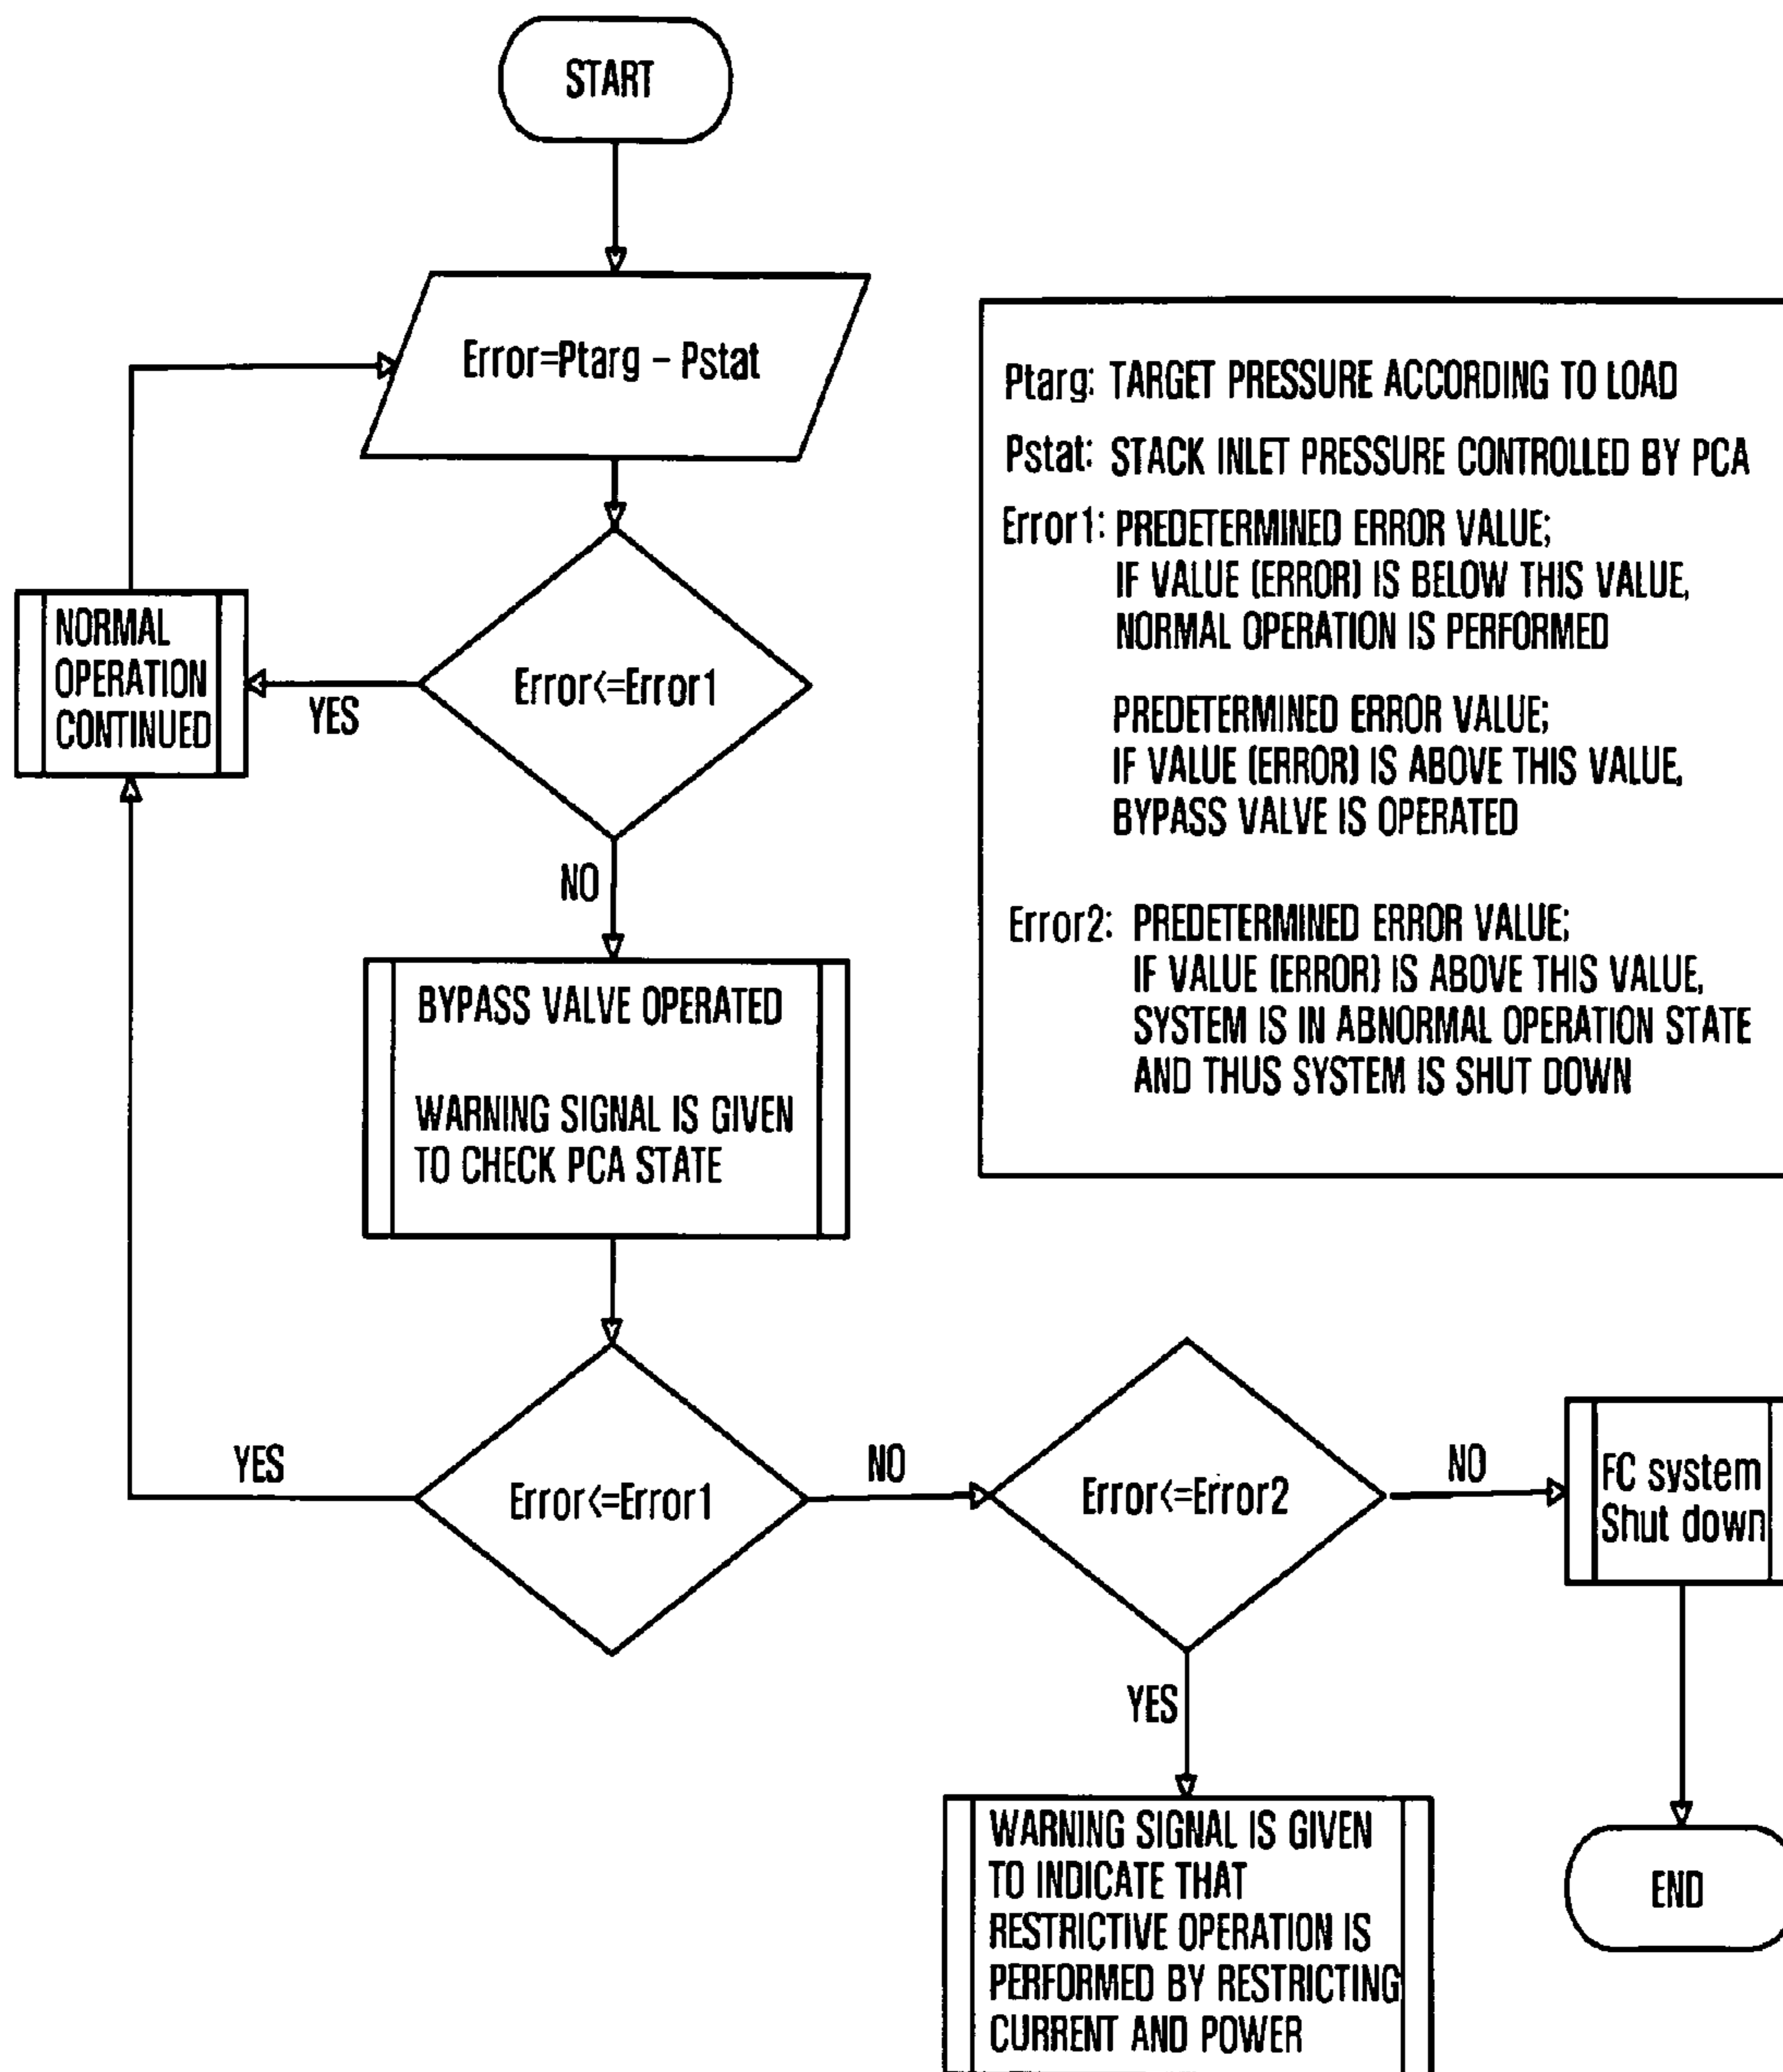 START
Error=Ptarg – Pstat
Ptarg: TARGET PRESSURE ACCORDING TO LOAD
Pstat: STACK INLET PRESSURE CONTROLLED BY PCA
Error1: PREDETERMINED ERROR VALUE;
IF VALUE (ERROR) IS BELOW THIS VALUE,
NORMAL OPERATION IS PERFORMED
PREDETERMINED ERROR VALUE;
IF VALUE (ERROR) IS ABOVE THIS VALUE,
BYPASS VALVE IS OPERATED
Error2: PREDETERMINED ERROR VALUE;
IF VALUE (ERROR) IS ABOVE THIS VALUE,
SYSTEM IS IN ABNORMAL OPERATION STATE
AND THUS SYSTEM IS SHUT DOWN
NORMAL
OPERATION
CONTINUED
YES
Error<=Error1
NO
BYPASS VALVE OPERATED
WARNING SIGNAL IS GIVEN
TO CHECK PCA STATE
YES
Error<=Error1
NO
Error<=Error2
NO
FC system
Shut down
YES
WARNING SIGNAL IS GIVEN
TO INDICATE THAT
RESTRICTIVE OPERATION IS
PERFORMED BY RESTRICTING
CURRENT AND POWER
END